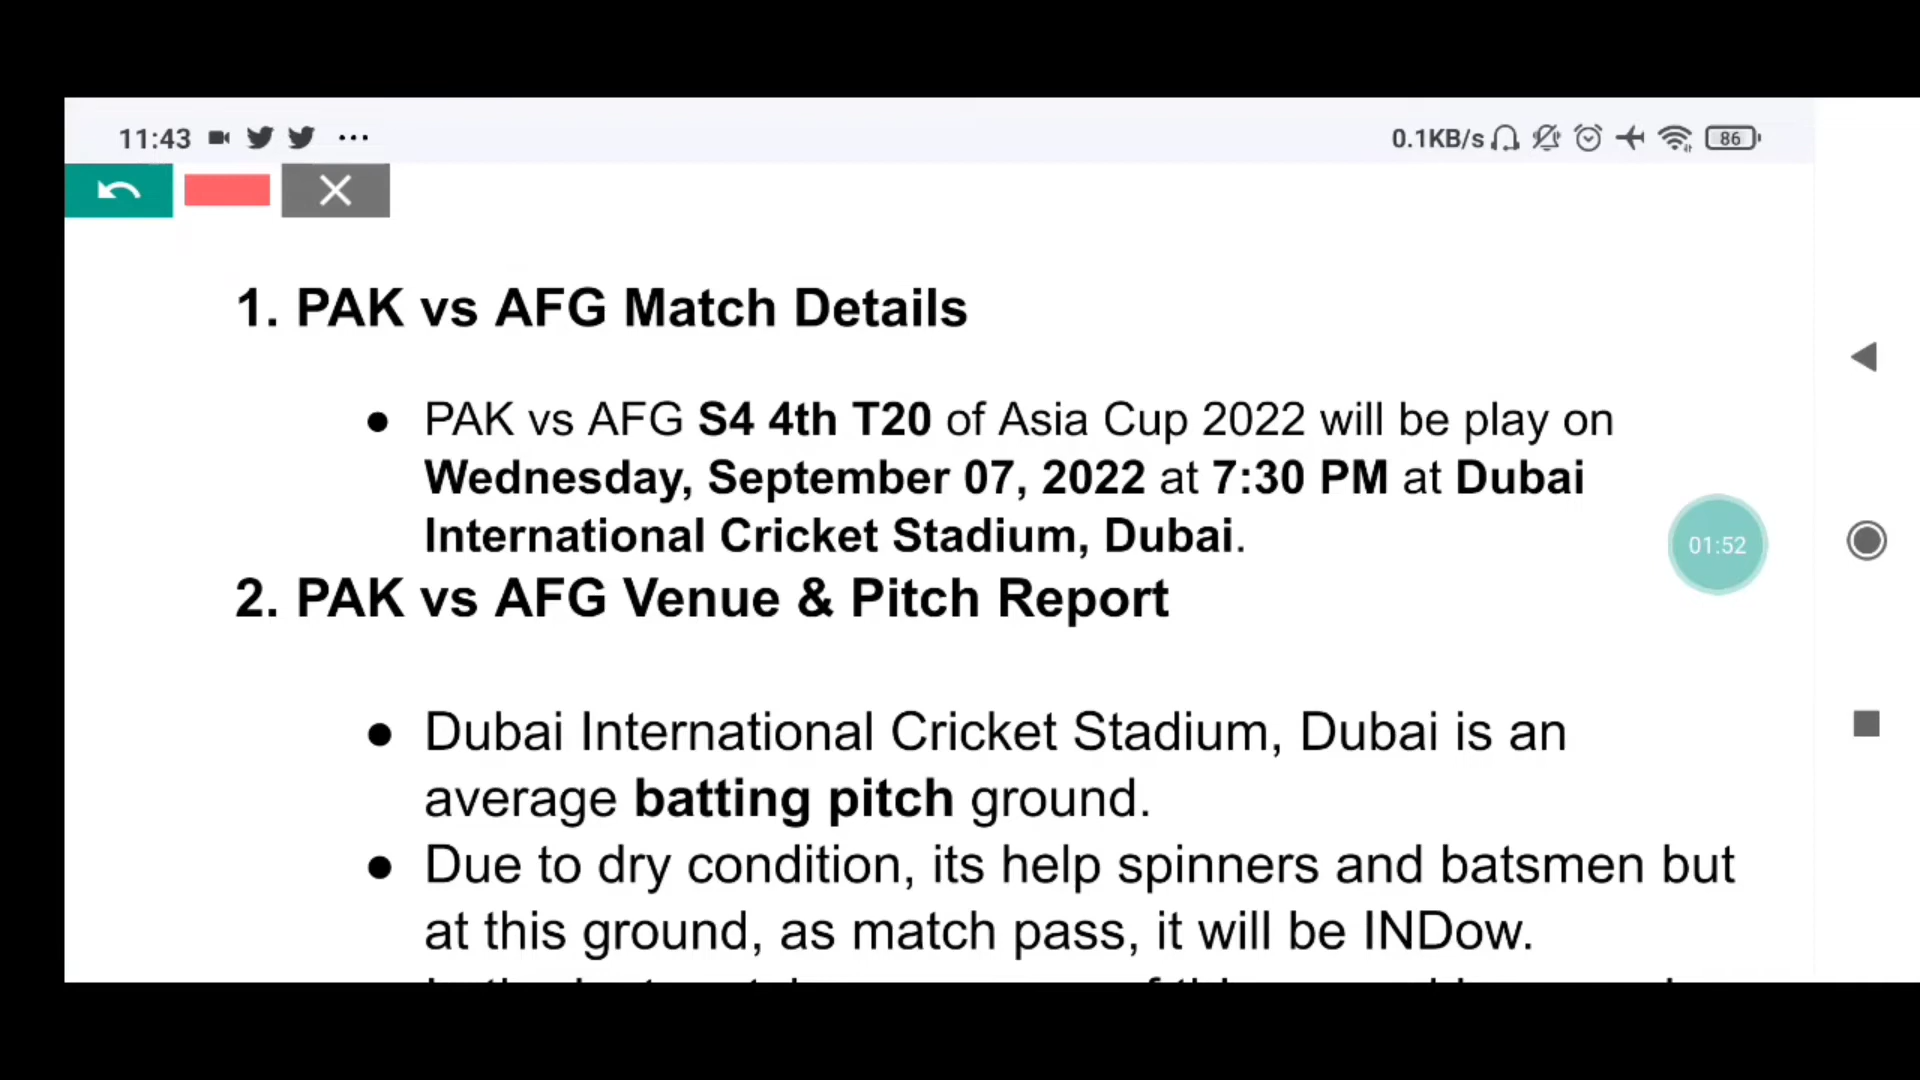 11:43
0.1KB/s
86
1. PAK vs AFG Match Details
● PAK vs AFG S4 4th T20 of Asia Cup 2022 will be play on
Wednesday, September 07, 2022 at 7:30 PM at Dubai
International Cricket Stadium, Dubai.
01:52
2. PAK vs AFG Venue & Pitch Report
● Dubai International Cricket Stadium, Dubai is an
average batting pitch ground.
● Due to dry condition, its help spinners and batsmen but
at this ground, as match pass, it will be INDow.